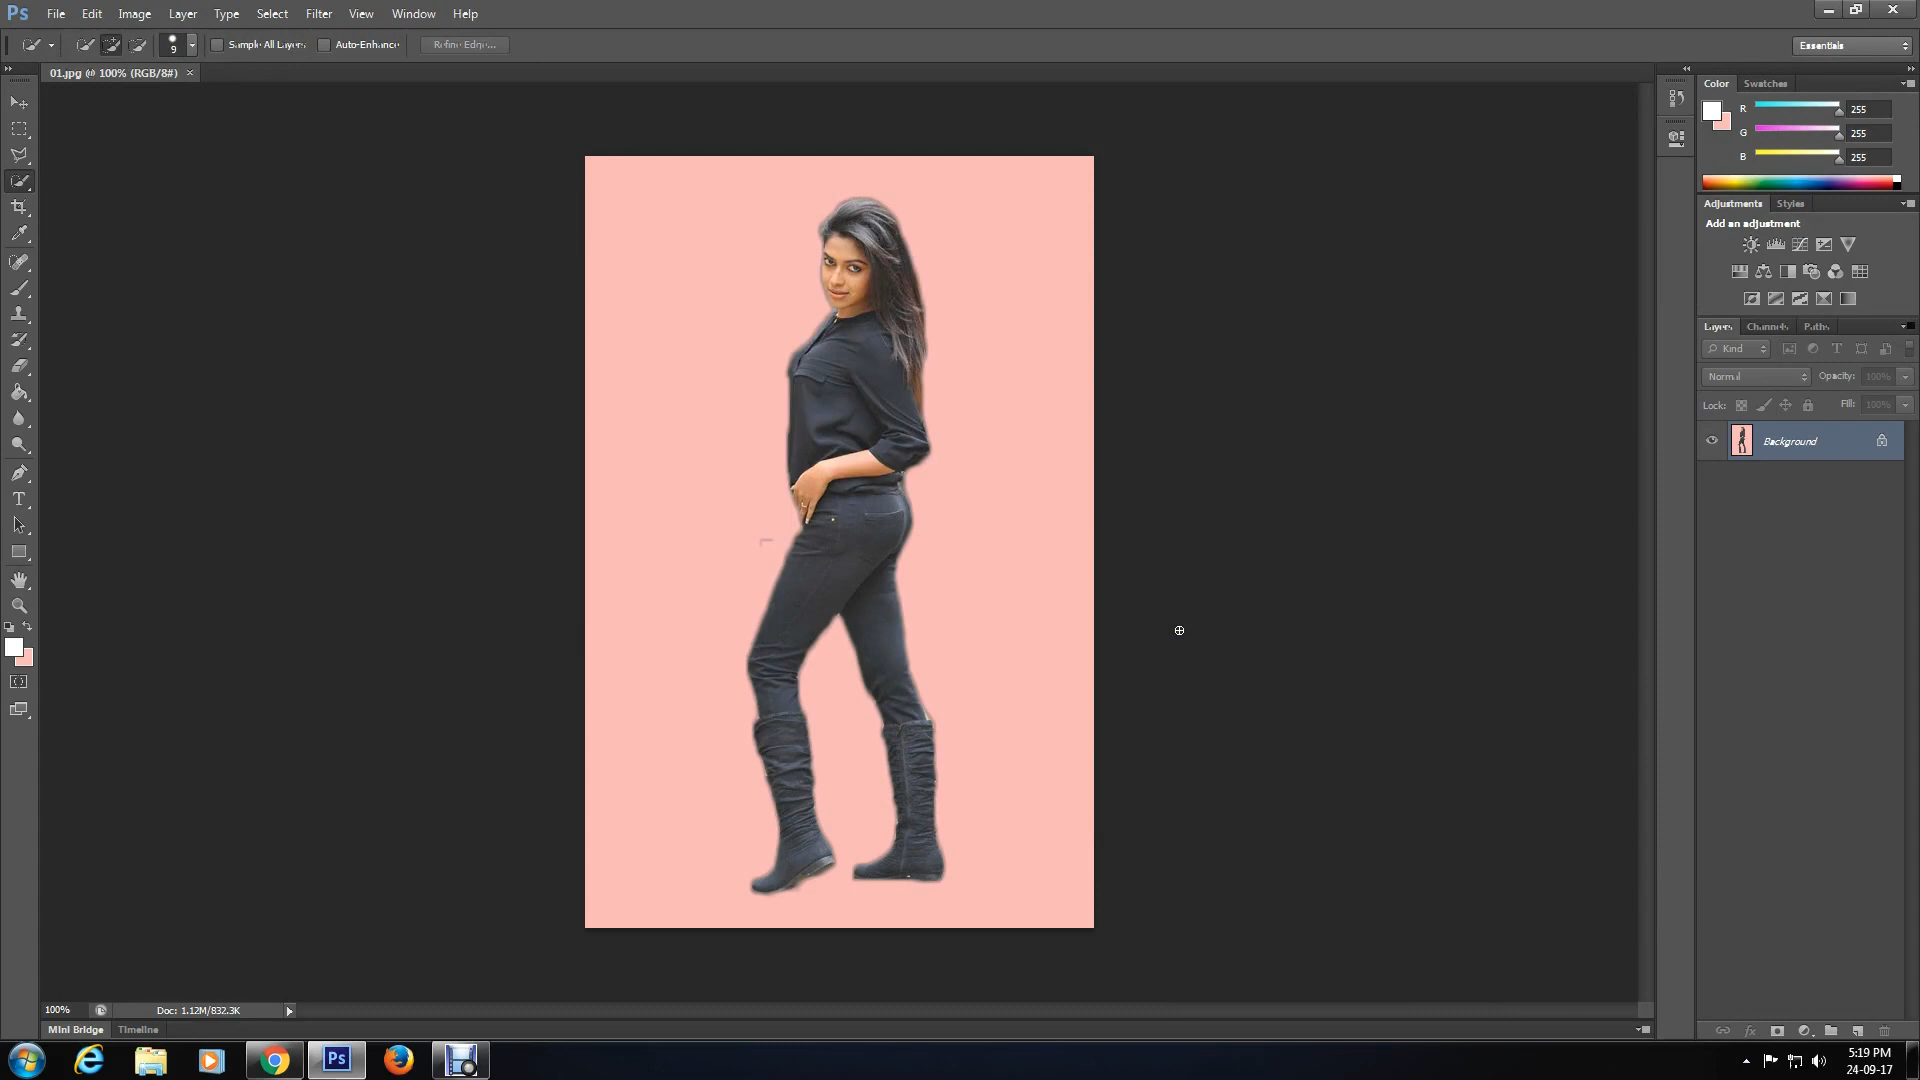 Ps File Edit Image Layer Type Select Filter View Window Help
9 Sample All Layers Auto-Enhance Refine Edge... Essentials
01.jpg @ 100% (RGB/8#) ×
Color Swatches
R 255
G 255
B 255
Adjustments Styles
Add an adjustment
Layers Channels Paths
Kind
Normal Opacity: 100%
Lock: Fill: 100%
Background
100% Doc: 1.12M/832.3K
Mini Bridge Timeline
Ps
5:19 PM
24-09-17